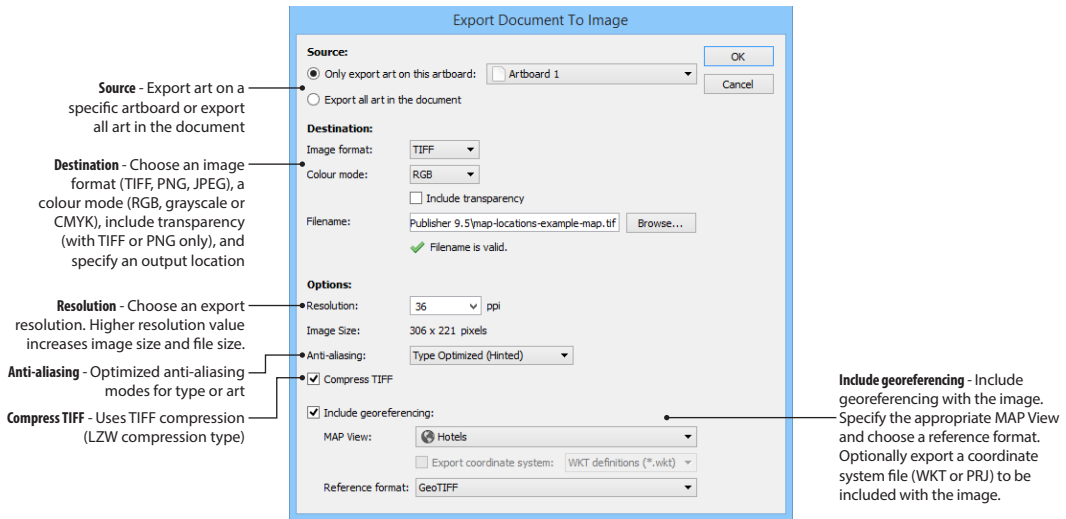 Export Document To Image
Source:
Only export art on this artboard: Artboard 1
Export all art in the document
OK
Cancel
Destination:
Image format: TIFF
Colour mode: RGB
Include transparency
Filename: Publisher 9.5\map-locations-example-map.tif Browse...
Filename is valid.
Options:
Resolution: 36 ppi
Image Size: 306 x 221 pixels
Anti-aliasing: Type Optimized (Hinted)
Compress TIFF
Include georeferencing:
MAP View: Hotels
Export coordinate system: WKT definitions (*.wkt)
Reference format: GeoTIFF
Source - Export art on a
specific artboard or export
all art in the document
Destination - Choose an image
format (TIFF, PNG, JPEG), a
colour mode (RGB, grayscale or
CMYK), include transparency
(with TIFF or PNG only), and
specify an output location
Resolution - Choose an export
resolution. Higher resolution value
increases image size and file size.
Anti-aliasing - Optimized anti-aliasing
modes for type or art
Compress TIFF - Uses TIFF compression
(LZW compression type)
Include georeferencing - Include
georeferencing with the image.
Specify the appropriate MAP View
and choose a reference format.
Optionally export a coordinate
system file (WKT or PRJ) to be
included with the image.